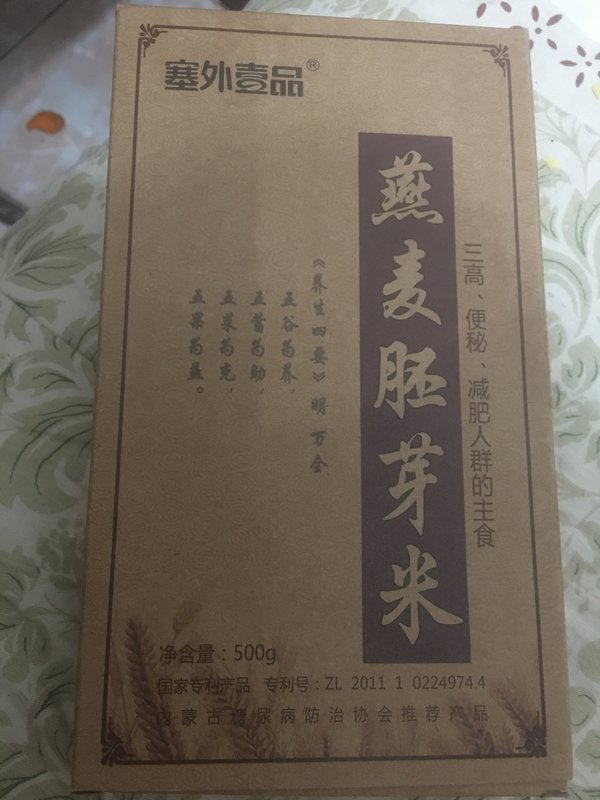 塞外壹品®
燕麦胚芽米
三高、便秘、减肥人群的主食
《养生四要》明 万全
五谷为养，
五蓄为助，
五菜为充，
五果为益。
净含量：500g
国家专利产品 专利号：ZL 2011 1 0224974.4
内蒙古糖尿病防治协会推荐产品